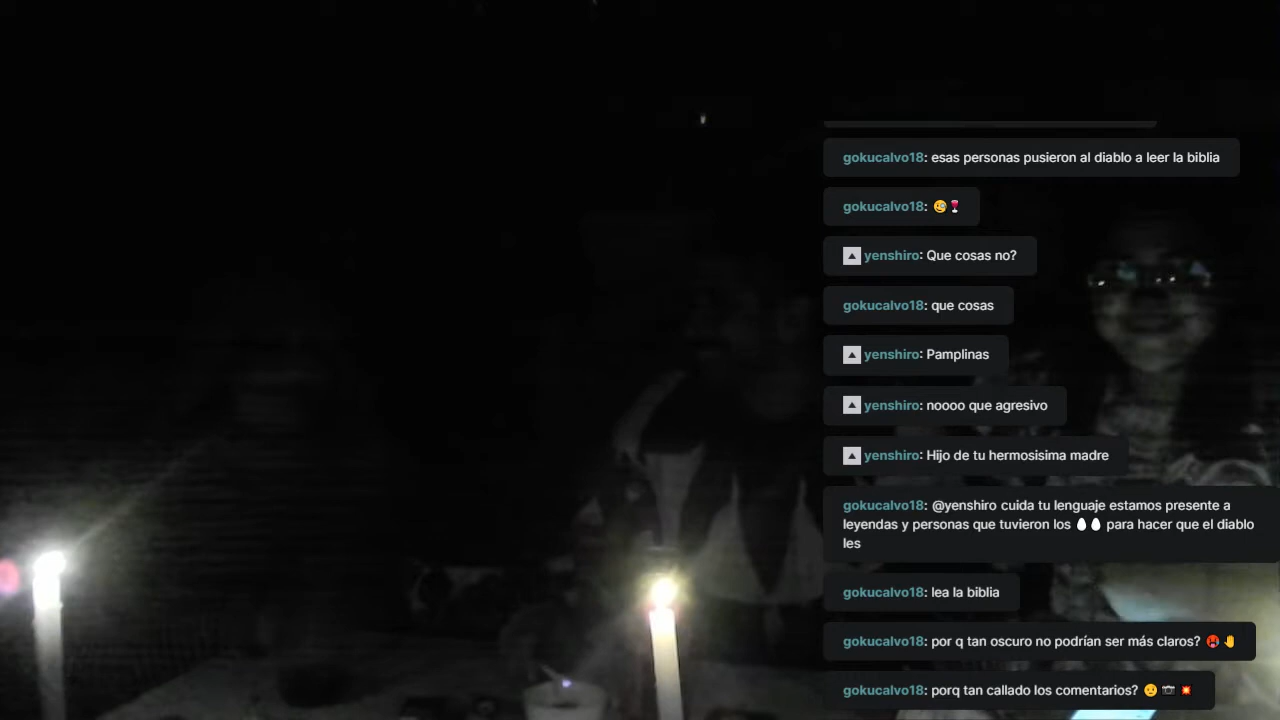 gokucalvo18: esas personas pusieron al diablo a leer la biblia
gokucalvo18: 🧐🍷
yenshiro: Que cosas no?
gokucalvo18: que cosas
yenshiro: Pamplinas
yenshiro: noooo que agresivo
yenshiro: Hijo de tu hermosisima madre
gokucalvo18: @yenshiro cuida tu lenguaje estamos presente a
leyendas y personas que tuvieron los 🥚🥚 para hacer que el diablo
les
gokucalvo18: lea la biblia
gokucalvo18: por q tan oscuro no podrían ser más claros? 🥵🤚
gokucalvo18: porq tan callado los comentarios? 🤨📷💥